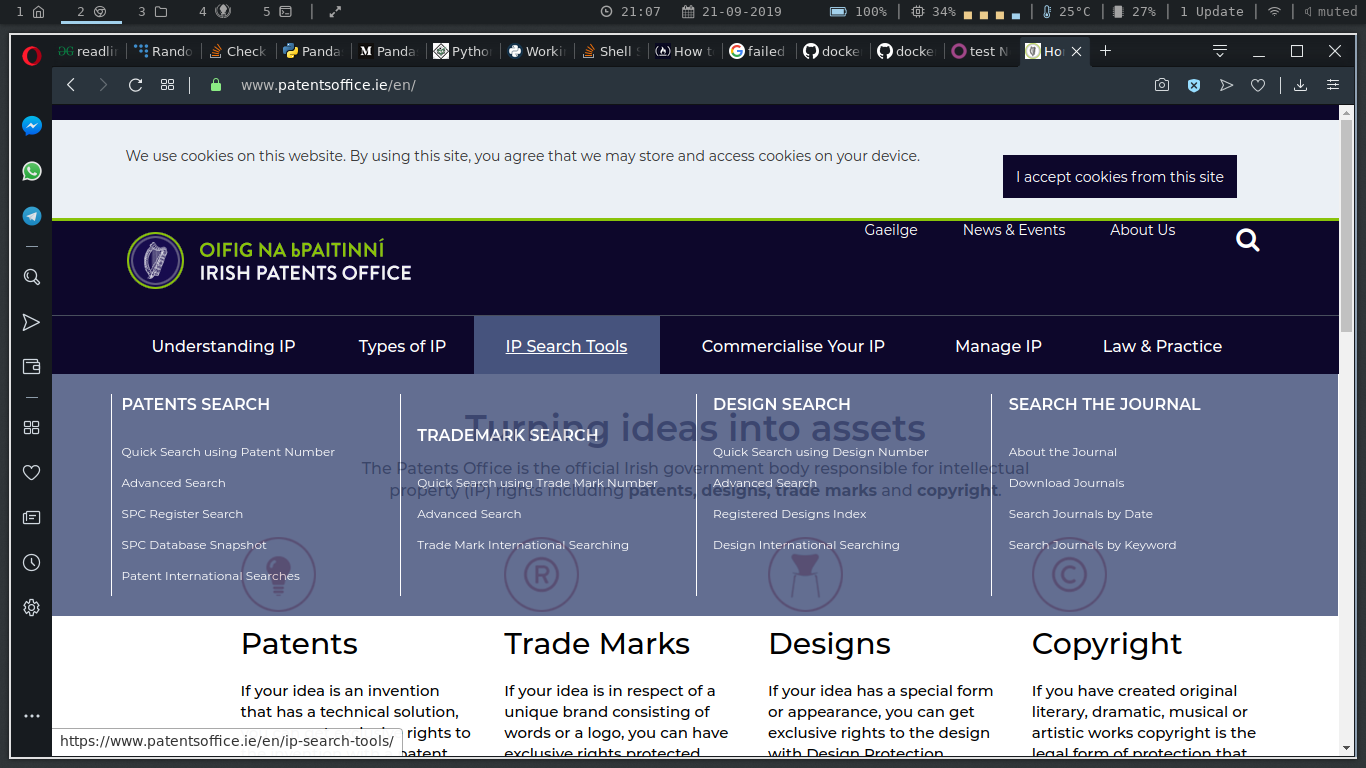 1 2 3 4 5 21:07 21-09-2019 100% 34% 25°C 27% 1 Update muted
readlin Rando Check Panda Panda Pytho Worki Shell S How t failed docke docke test N Ho
www.patentsoffice.ie/en/
We use cookies on this website. By using this site, you agree that we may store and access cookies on your device.
I accept cookies from this site
Gaeilge News & Events About Us
OIFIG NA bPAITINNÍ
IRISH PATENTS OFFICE
Understanding IP Types of IP IP Search Tools Commercialise Your IP Manage IP Law & Practice
PATENTS SEARCH
Quick Search using Patent Number
Advanced Search
SPC Register Search
SPC Database Snapshot
Patent International Searches
TRADEMARK SEARCH
Quick Search using Trade Mark Number
Advanced Search
Trade Mark International Searching
DESIGN SEARCH
Quick Search using Design Number
Advanced Search
Registered Designs Index
Design International Searching
SEARCH THE JOURNAL
About the Journal
Download Journals
Search Journals by Date
Search Journals by Keyword
Turning ideas into assets
The Patents Office is the official Irish government body responsible for intellectual
property (IP) rights including patents, designs, trade marks and copyright.
®
©
Patents
If your idea is an invention
that has a technical solution,
rights to
patent
Trade Marks
If your idea is in respect of a
unique brand consisting of
words or a logo, you can have
exclusive rights protected
Designs
If your idea has a special form
or appearance, you can get
exclusive rights to the design
with Design Protection
Copyright
If you have created original
literary, dramatic, musical or
artistic works copyright is the
legal form of protection that
https://www.patentsoffice.ie/en/ip-search-tools/